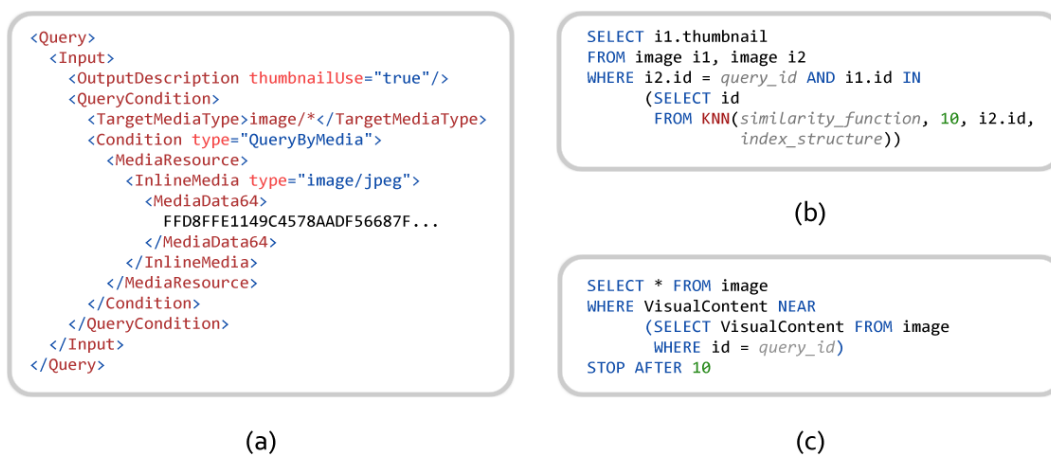 <Query>
<Input>
<OutputDescription thumbnailUse="true"/>
<QueryCondition>
<TargetMediaType>image/*</TargetMediaType>
<Condition type="QueryByMedia">
<MediaResource>
<InlineMedia type="image/jpeg">
<MediaData64>
FFD8FFE1149C4578AADF56687F...
</MediaData64>
</InlineMedia>
</MediaResource>
</Condition>
</QueryCondition>
</Input>
</Query>
(a)
SELECT i1.thumbnail
FROM image i1, image i2
WHERE i2.id = query_id AND i1.id IN
(SELECT id
FROM KNN(similarity_function, 10, i2.id,
index_structure))
(b)
SELECT * FROM image
WHERE VisualContent NEAR
(SELECT VisualContent FROM image
WHERE id = query_id)
STOP AFTER 10
(c)